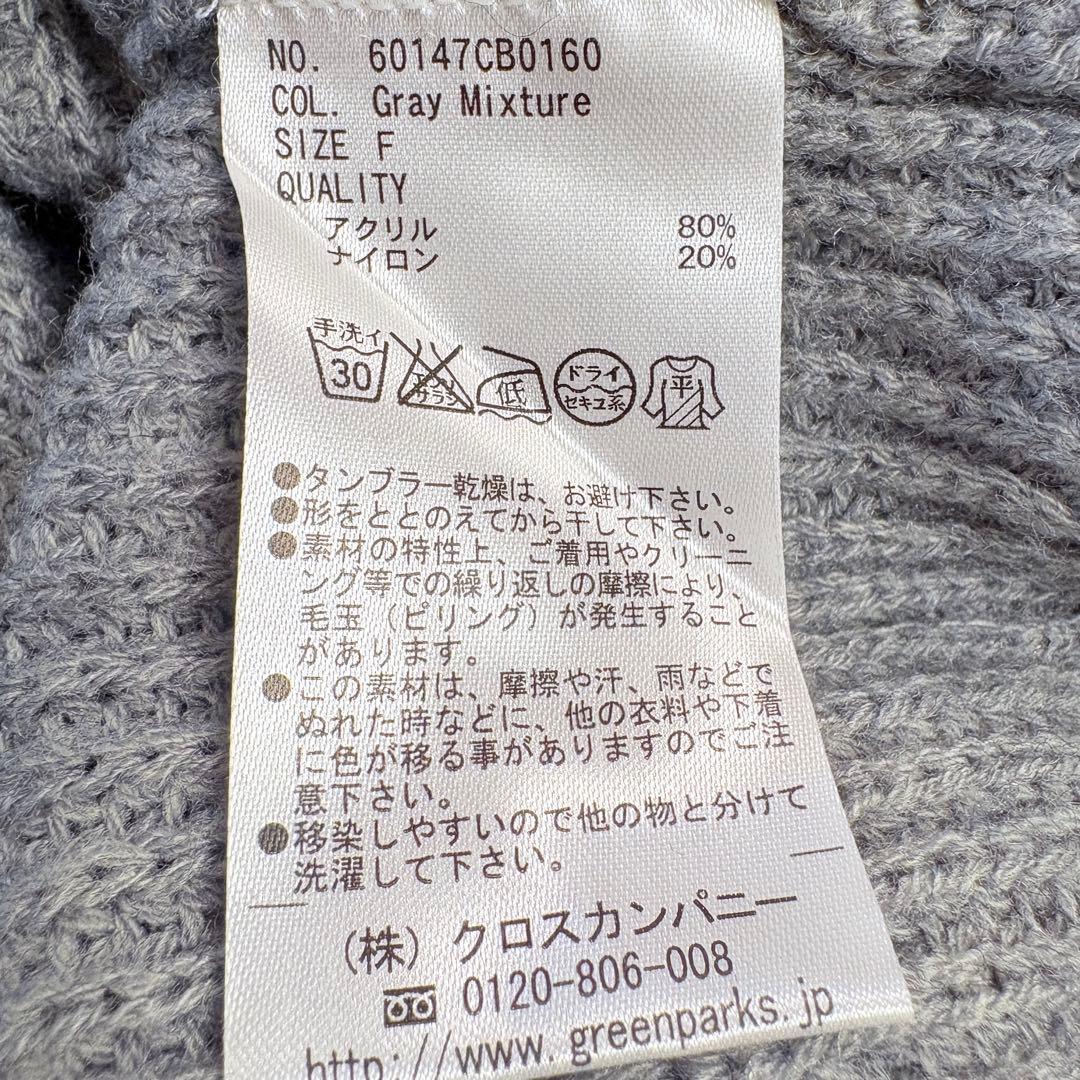 NO. 60147CB0160
COL. Gray Mixture
SIZE F
QUALITY
アクリル 80%
ナイロン 20%
手洗イ
30
エンソ
サラシ
低
ドライ
セキユ系
平
●タンブラー乾燥は、お避け下さい。
●形をととのえてから干して下さい。
●素材の特性上、ご着用やクリーニ
ング等での繰り返しの摩擦により、
毛玉（ピリング）が発生すること
があります。
●この素材は、摩擦や汗、雨などで
ぬれた時などに、他の衣料や下着
に色が移る事がありますのでご注
意下さい。
●移染しやすいので他の物と分けて
洗濯して下さい。
(株) クロスカンパニー
0120-806-008
http://www.greenparks.jp